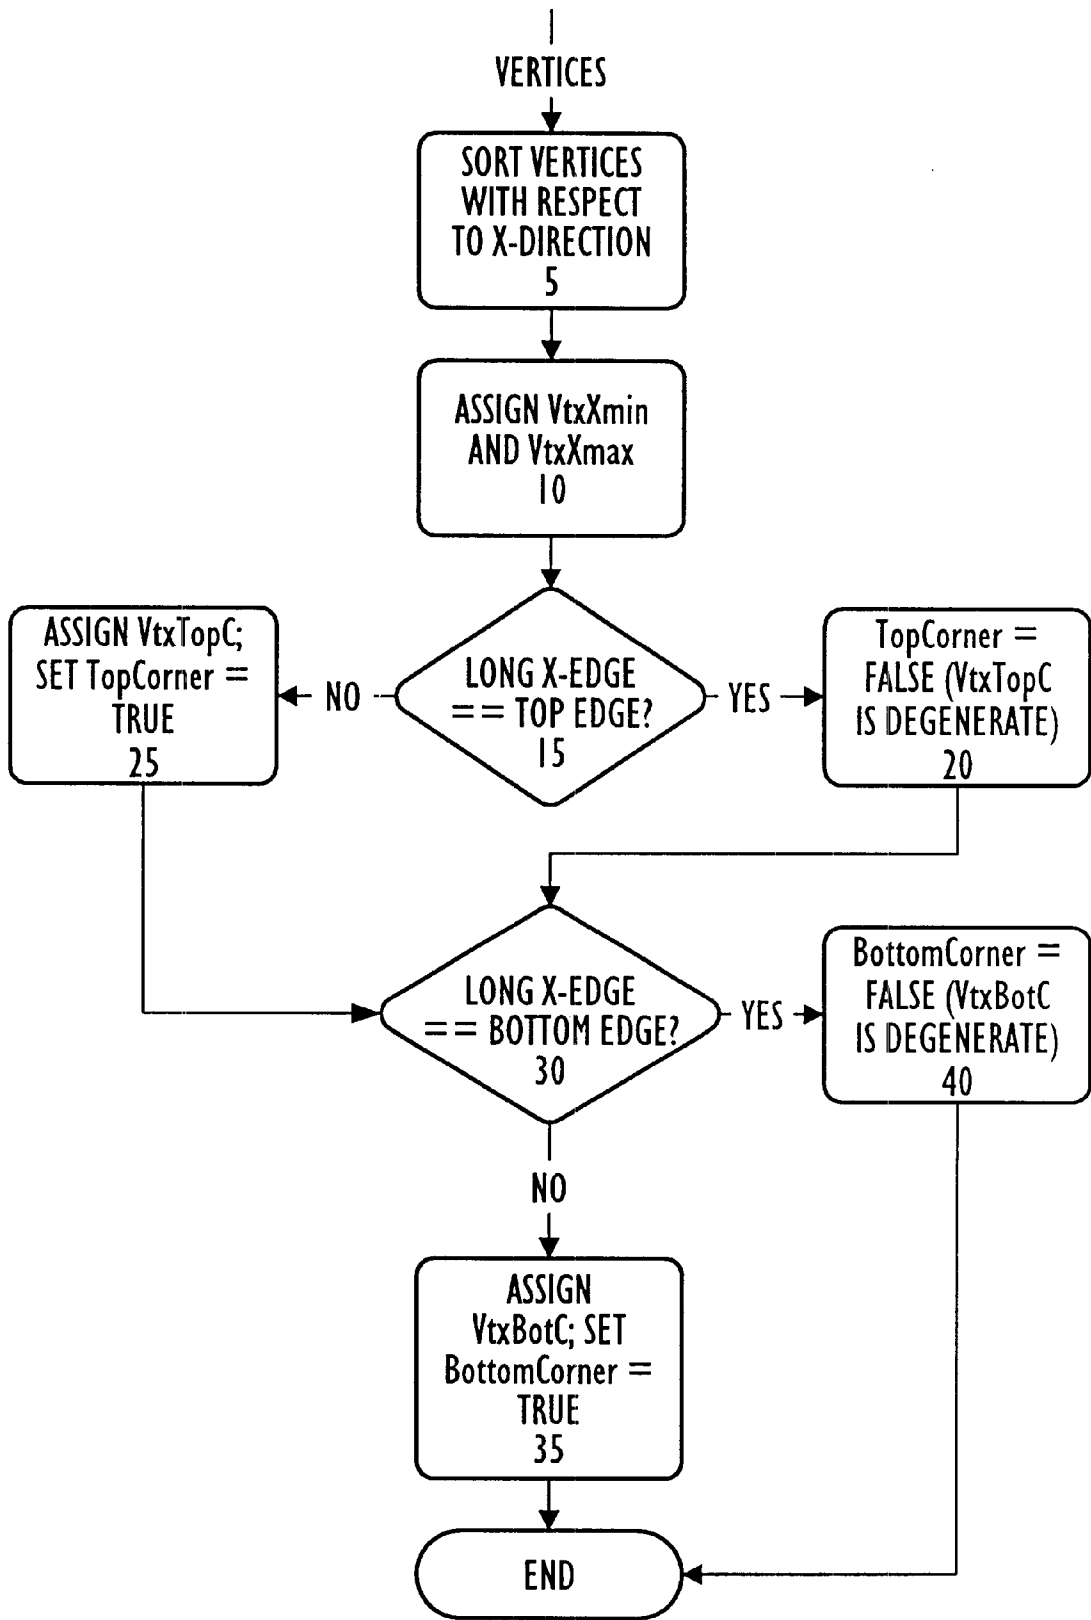 VERTICES
SORT VERTICES
WITH RESPECT
TO X-DIRECTION
5
ASSIGN VtxXmin
AND VtxXmax
10
ASSIGN VtxTopC;
SET TopCorner =
TRUE
25
NO
LONG X-EDGE
== TOP EDGE?
15
YES
TopCorner =
FALSE (VtxTopC
IS DEGENERATE)
20
LONG X-EDGE
== BOTTOM EDGE?
30
YES
BottomCorner =
FALSE (VtxBotC
IS DEGENERATE)
40
NO
ASSIGN
VtxBotC; SET
BottomCorner =
TRUE
35
END